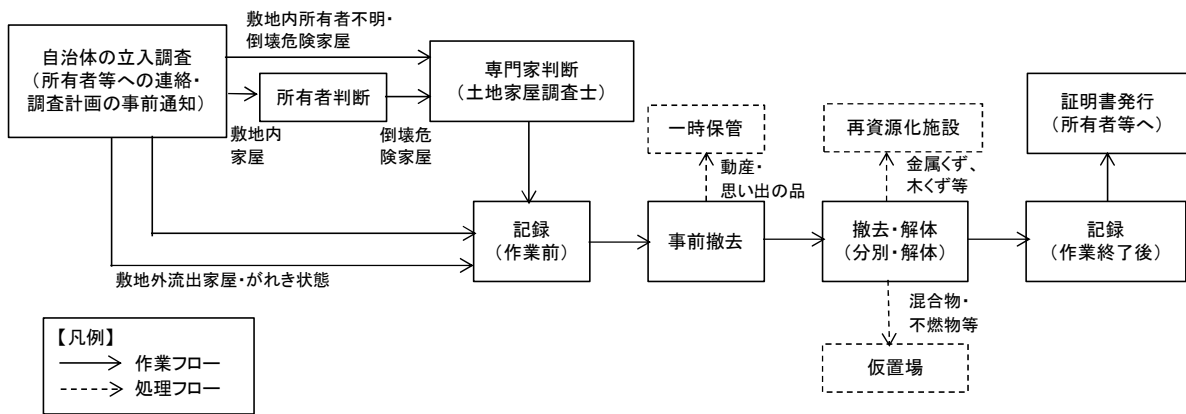 敷地内所有者不明・
倒壊危険家屋
自治体の立入調査
（所有者等への連絡・
調査計画の事前通知）
所有者判断
敷地内
家屋
倒壊危
険家屋
専門家判断
（土地家屋調査士）
一時保管
動産・
思い出の品
再資源化施設
金属くず、
木くず等
証明書発行
（所有者等へ）
記録
（作業前）
事前撤去
撤去・解体
（分別・解体）
記録
（作業終了後）
敷地外流出家屋・がれき状態
混合物・
不燃物等
仮置場
【凡例】
作業フロー
処理フロー